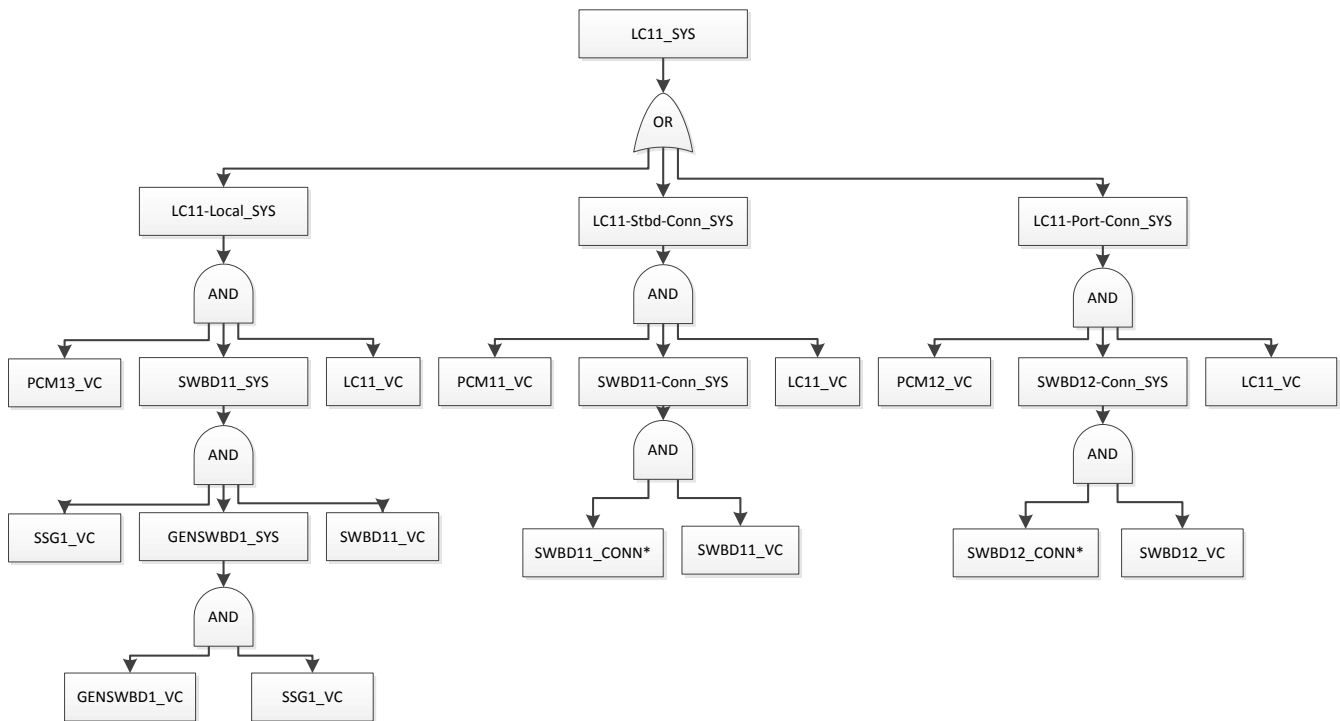 LC11_SYS
OR
LC11-Local_SYS
LC11-Stbd-Conn_SYS
LC11-Port-Conn_SYS
AND
AND
AND
PCM13_VC
SWBD11_SYS
LC11_VC
PCM11_VC
SWBD11-Conn_SYS
LC11_VC
PCM12_VC
SWBD12-Conn_SYS
LC11_VC
AND
AND
AND
SSG1_VC
GENSWBD1_SYS
SWBD11_VC
SWBD11_CONN*
SWBD11_VC
SWBD12_CONN*
SWBD12_VC
AND
GENSWBD1_VC
SSG1_VC